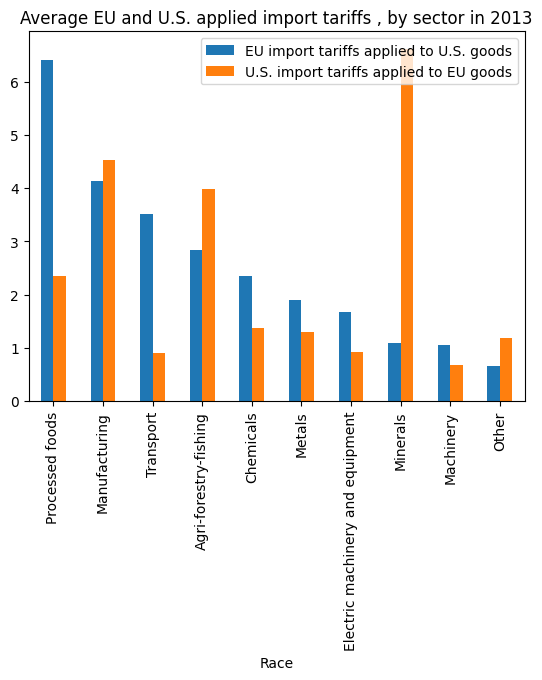 Average EU and U.S. applied import tariffs , by sector in 2013
EU import tariffs applied to U.S. goods
U.S. import tariffs applied to EU goods
6
5
4
3
2
1
0
Processed foods
Manufacturing
Transport
Agri-forestry-fishing
Chemicals
Metals
Electric machinery and equipment
Minerals
Machinery
Other
Race